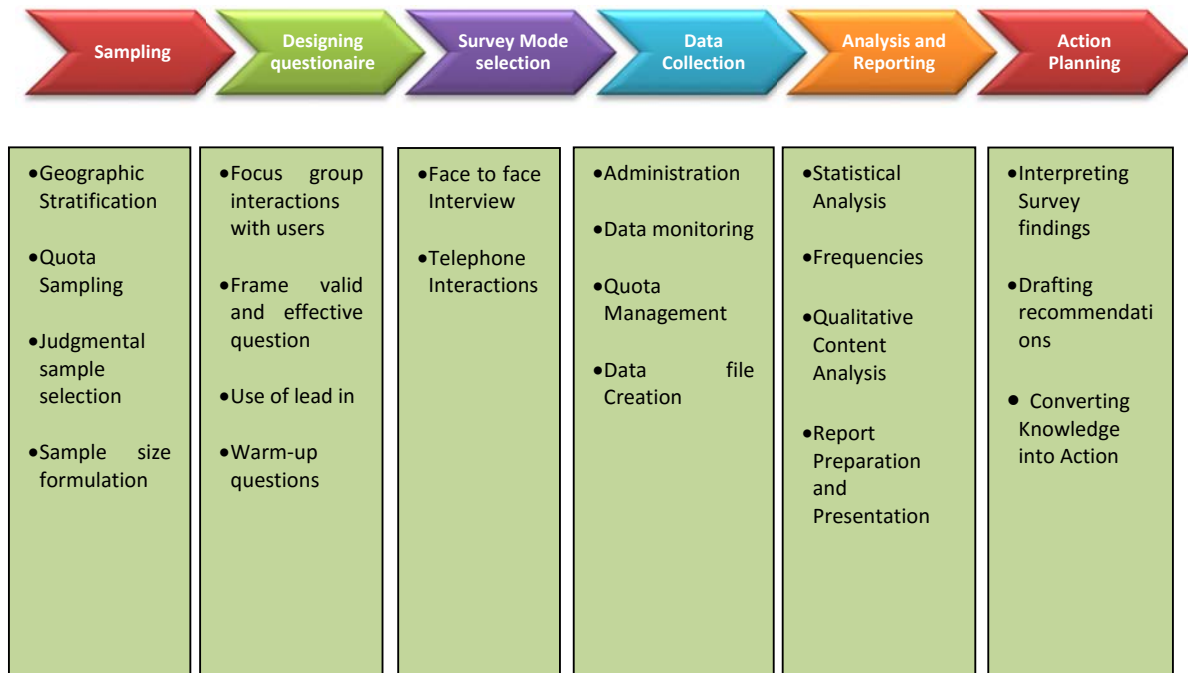 Sampling
Designing
questionaire
Survey Mode
selection
Data
Collection
Analysis and
Reporting
Action
Planning
•Geographic
Stratification
•Quota
Sampling
•Judgmental
sample
selection
•Sample size
formulation
•Focus group
interactions
with users
•Frame valid
and effective
question
•Use of lead in
•Warm-up
questions
•Face to face
Interview
•Telephone
Interactions
•Administration
•Data monitoring
•Quota
Management
•Data file
Creation
•Statistical
Analysis
•Frequencies
•Qualitative
Content
Analysis
•Report
Preparation
and
Presentation
•Interpreting
Survey
findings
•Drafting
recommendati
ons
• Converting
Knowledge
into Action